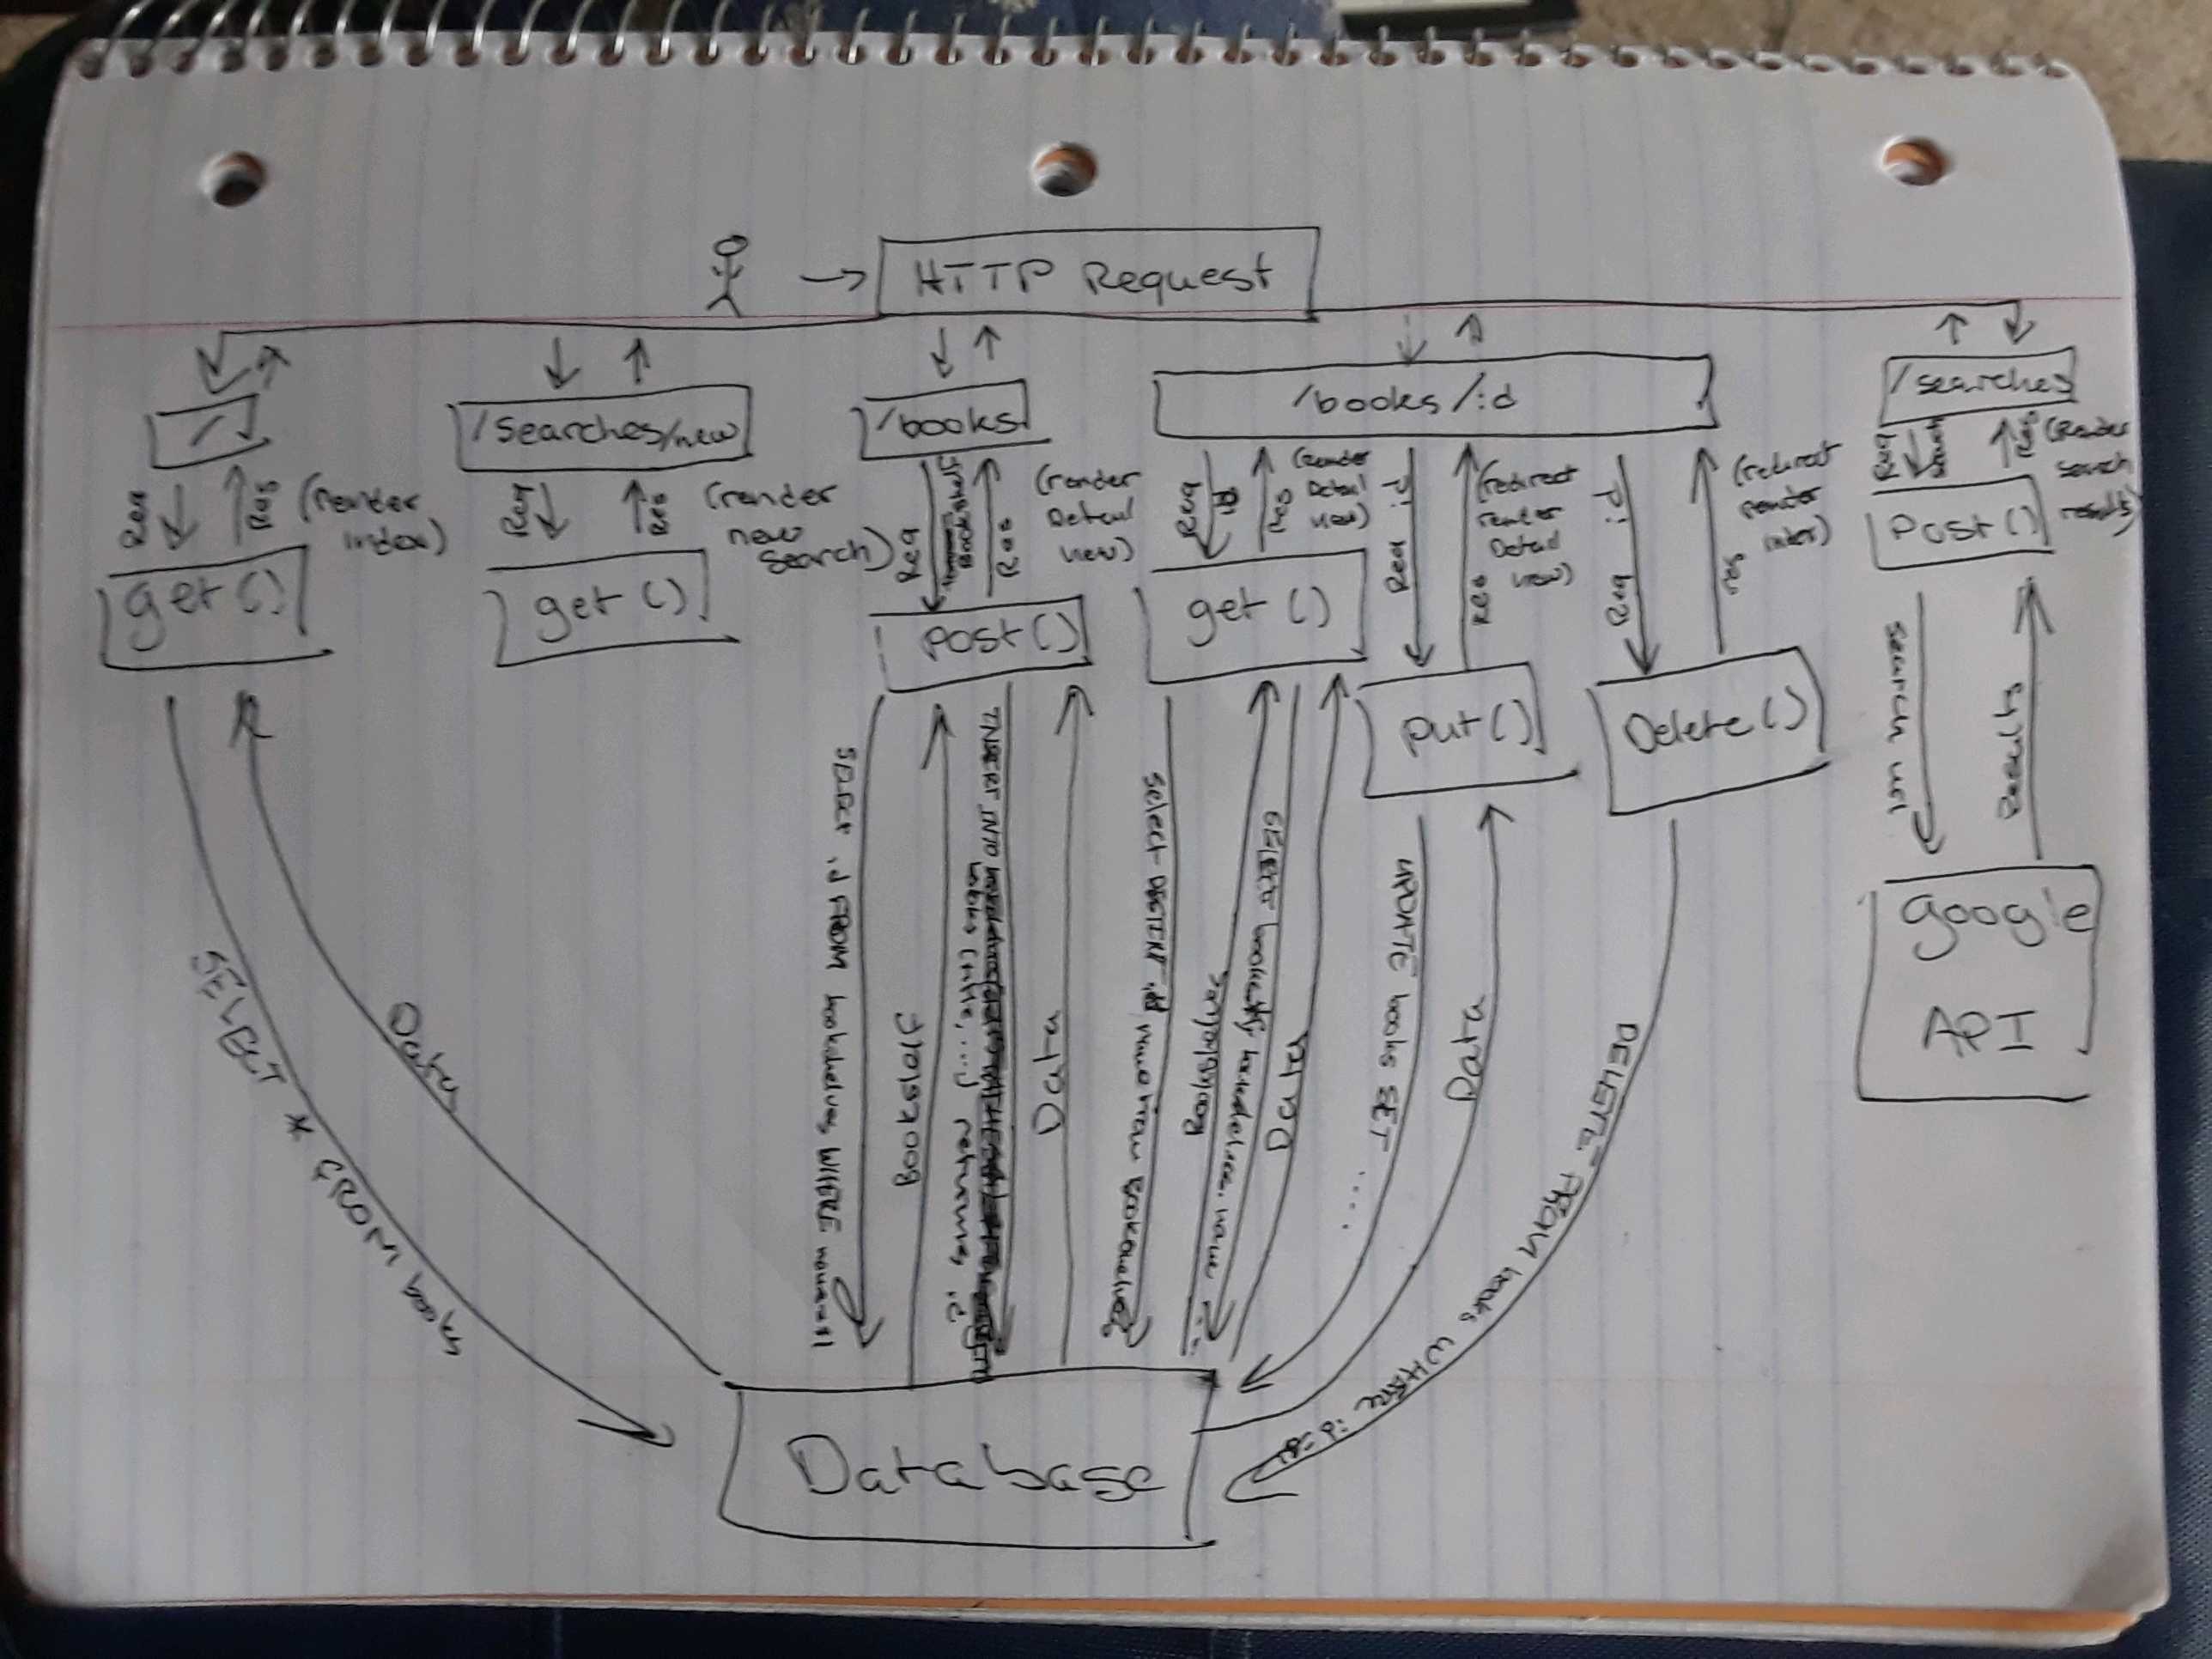 HTTP Request
/
/searches/new
/books
/books/:id
/searches
Req
Res
(render
index)
Req
Res
(render
new
search)
Req
Bookshelf
Res
(render
Detail
view)
Req
id
res
(render
Detail
view)
id
Req
res
(redirect
render
Detail
view)
id
Req
res
(redirect
render
index)
Req
search
Res
(Render
search
results)
get()
get()
post()
get()
put()
Delete()
Post()
SELECT * FROM books
Data
SELECT id FROM bookshelves WHERE name=$1
Bookshelf
INSERT INTO
(title, ....) returning id
Data
Select DISTINCT id, name from Bookshelves
Bookshelves
SELECT
Data
UPDATE books SET ....
Data
DELETE FROM books WHERE id=$1
search url
Results
google
API
Database